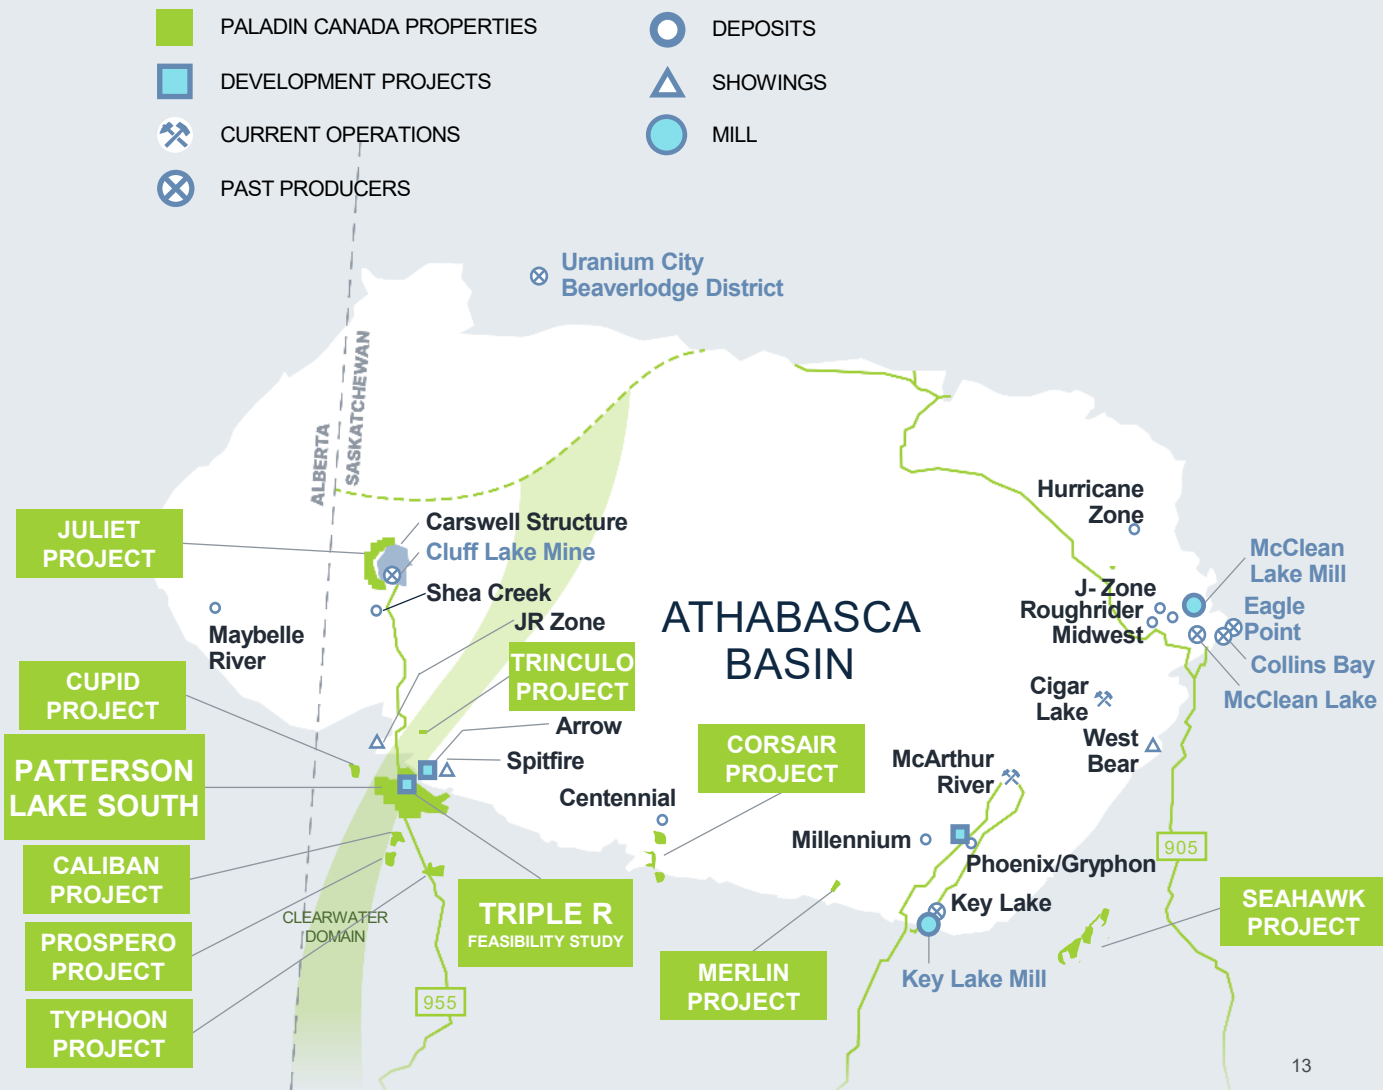 PALADIN CANADA PROPERTIES
DEVELOPMENT PROJECTS
CURRENT OPERATIONS
PAST PRODUCERS
DEPOSITS
SHOWINGS
MILL
Uranium City
Beaverlodge District
ALBERTA
SASKATCHEWAN
JULIET
PROJECT
Carswell Structure
Cluff Lake Mine
Shea Creek
JR Zone
Maybelle
River
TRINCULO
PROJECT
CUPID
PROJECT
Arrow
Spitfire
PATTERSON
LAKE SOUTH
Centennial
CORSAIR
PROJECT
ATHABASCA
BASIN
Hurricane
Zone
McClean
Lake Mill
J-Zone
Roughrider
Midwest
Eagle
Point
Collins Bay
McClean Lake
Cigar
Lake
West
Bear
McArthur
River
Millennium
Phoenix/Gryphon
905
CALIBAN
PROJECT
CLEARWATER
DOMAIN
TRIPLE R
FEASIBILITY STUDY
Key Lake
Key Lake Mill
SEAHAWK
PROJECT
PROSPERO
PROJECT
MERLIN
PROJECT
955
TYPHOON
PROJECT
13